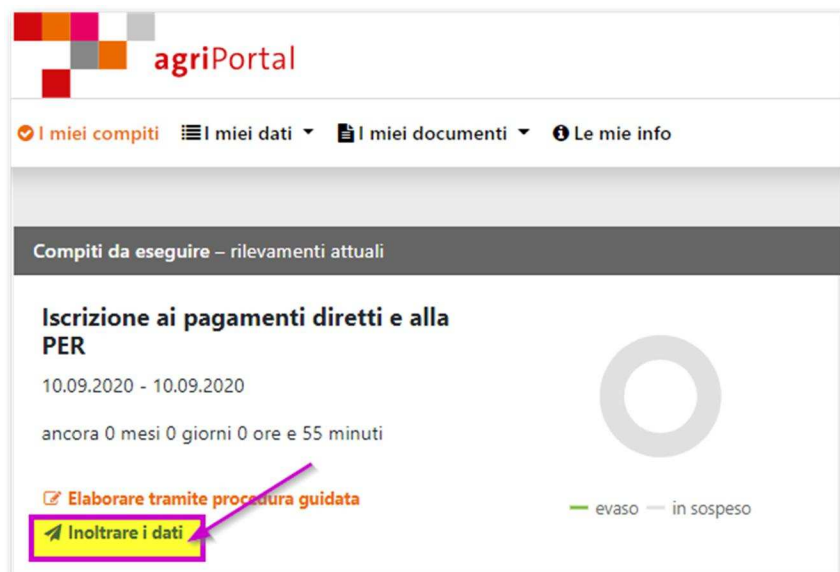 agriPortal
I miei compiti I miei dati I miei documenti Le mie info
Compiti da eseguire – rilevamenti attuali
Iscrizione ai pagamenti diretti e alla
PER
10.09.2020 - 10.09.2020
ancora 0 mesi 0 giorni 0 ore e 55 minuti
Elaborare tramite procedura guidata
Inoltrare i dati
evaso in sospeso